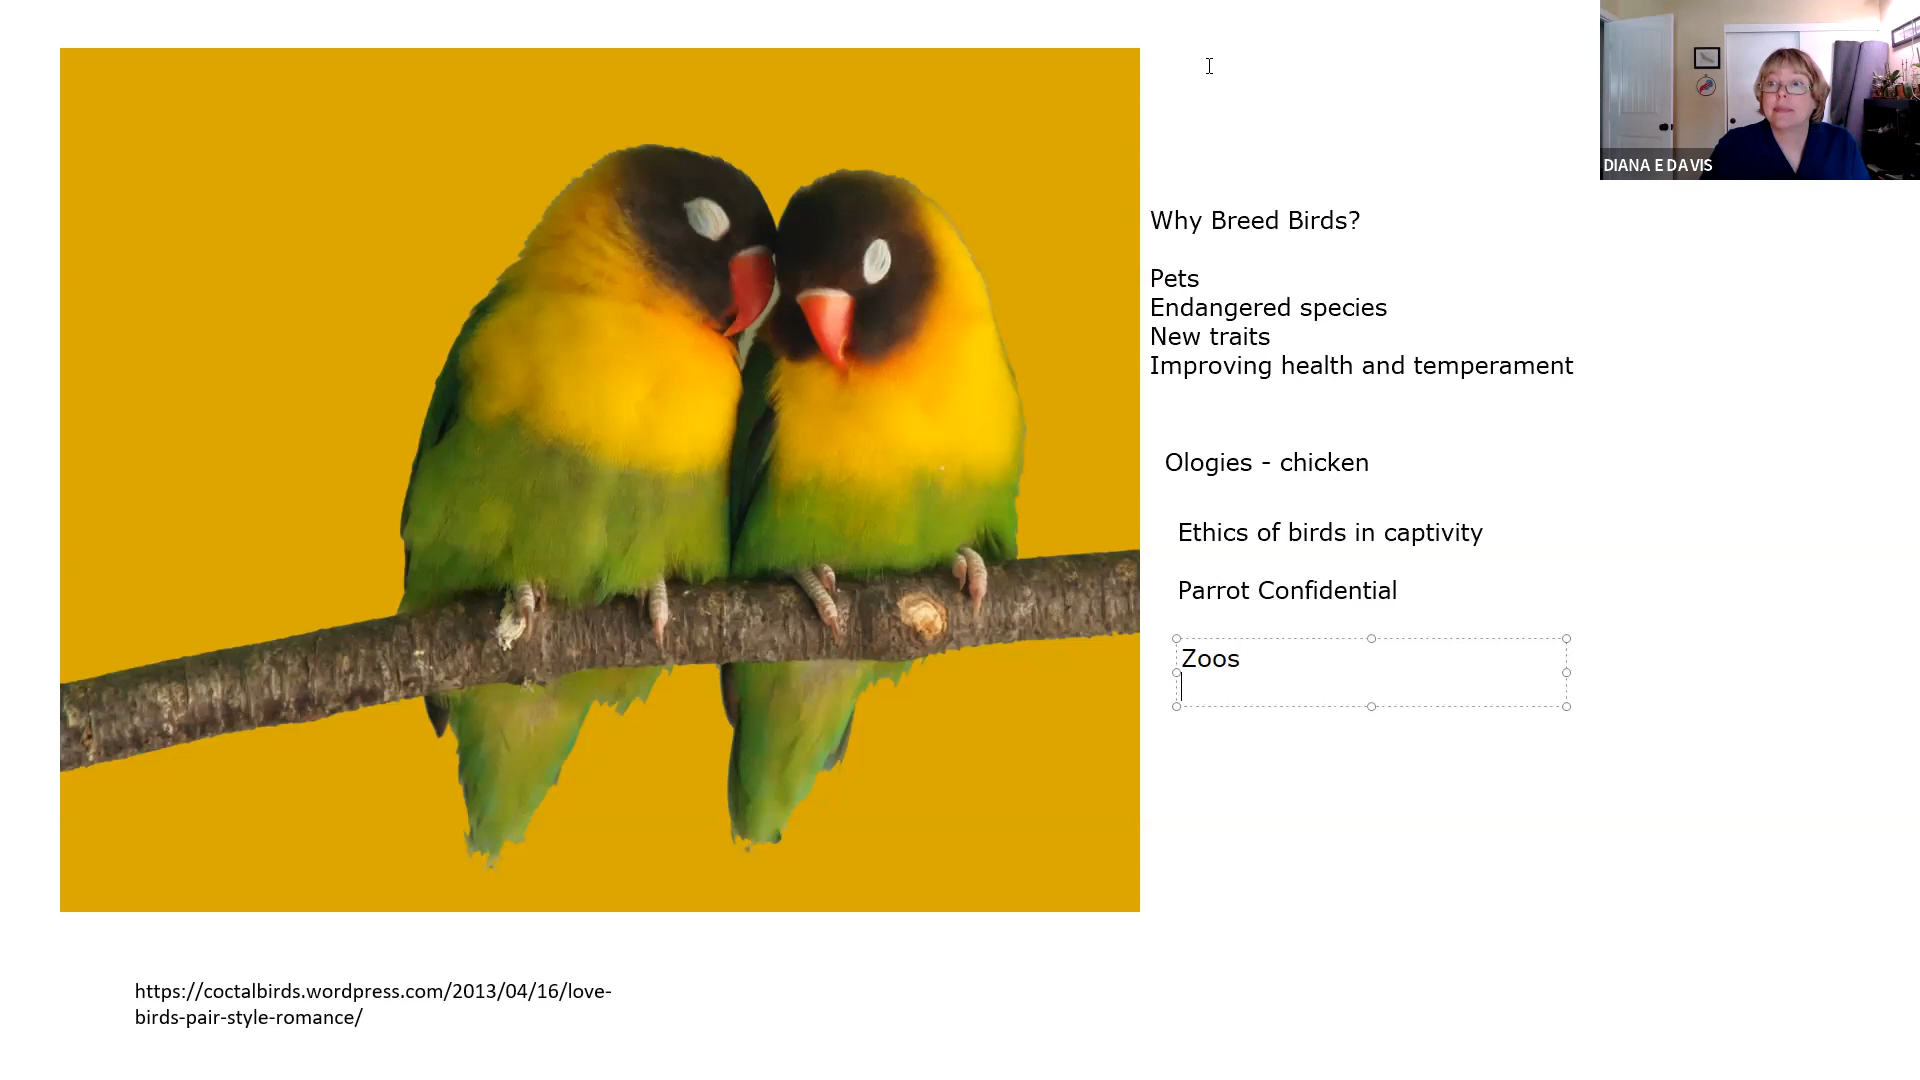 DIANA E DAVIS
Why Breed Birds?
Pets
Endangered species
New traits
Improving health and temperament
Ologies - chicken
Ethics of birds in captivity
Parrot Confidential
Zoos
https://coctalbirds.wordpress.com/2013/04/16/love-
birds-pair-style-romance/